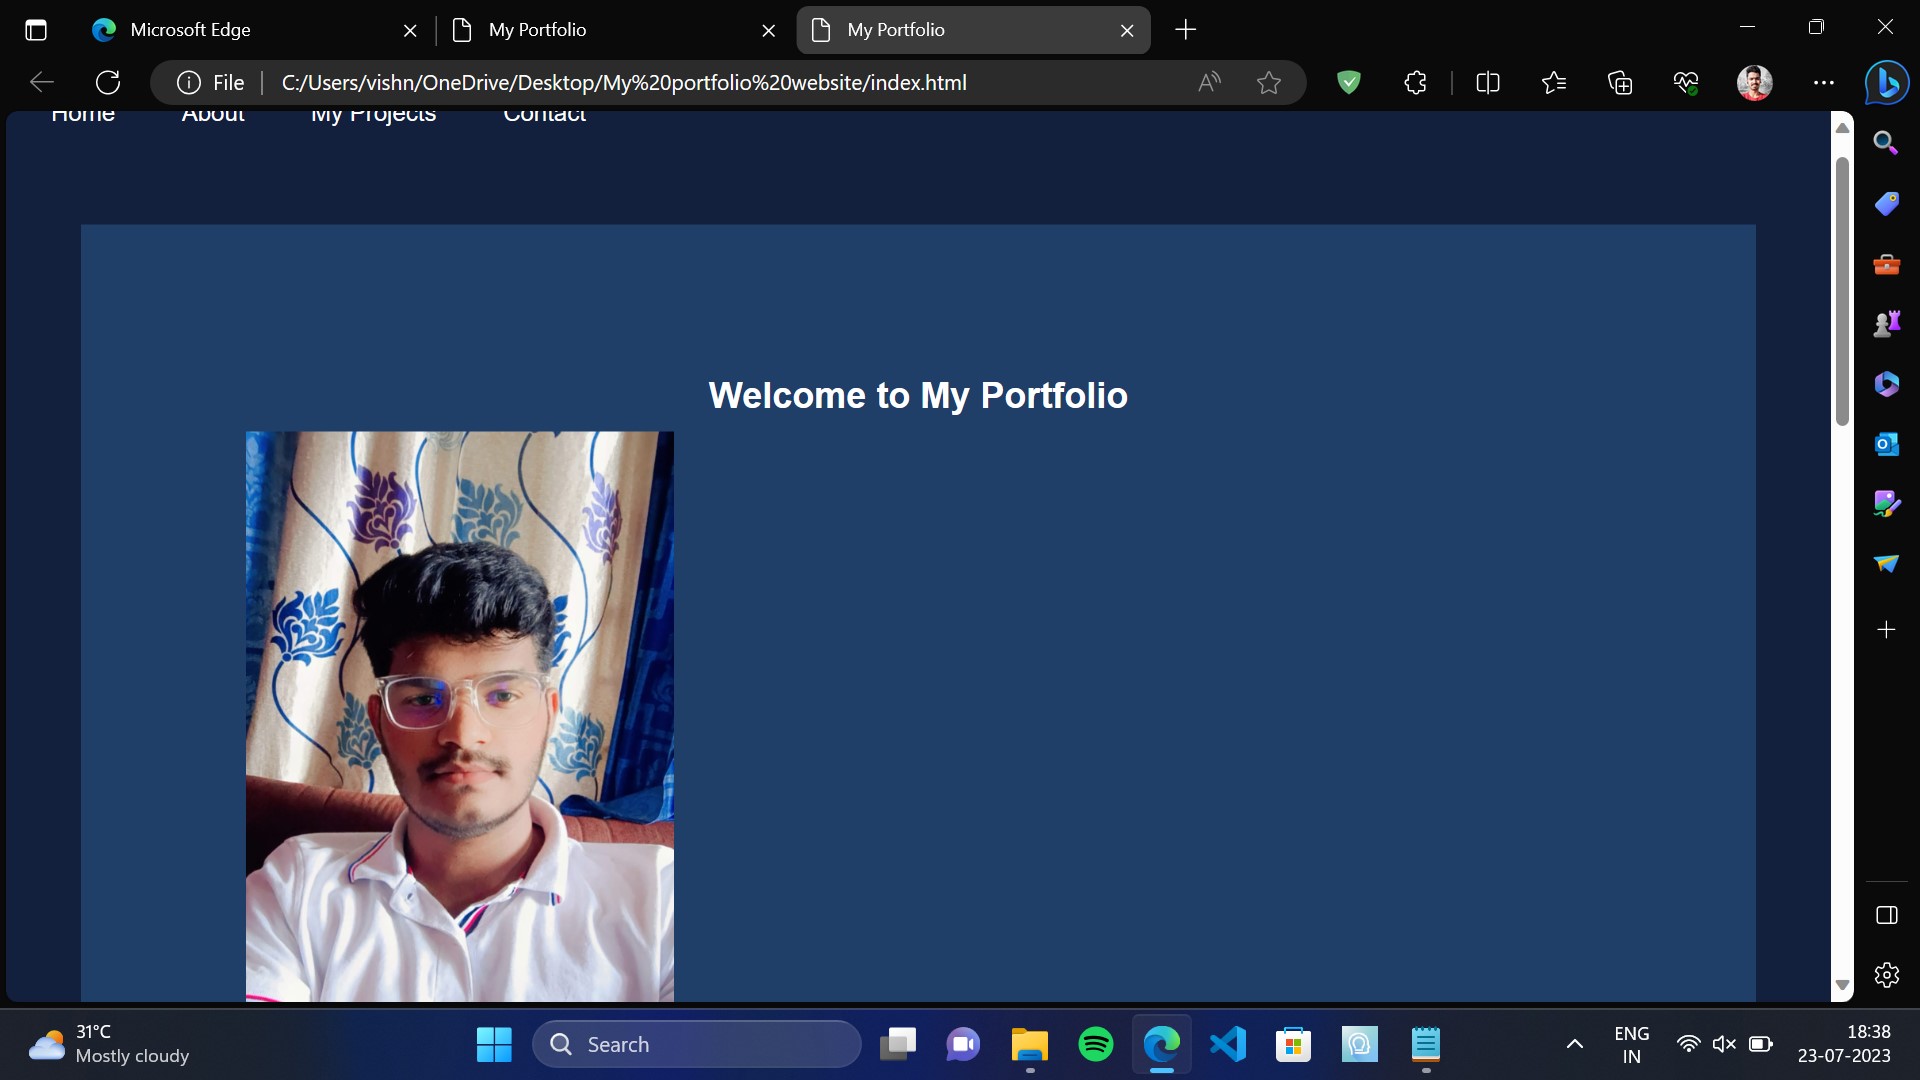 Microsoft Edge
My Portfolio
My Portfolio
File
C:/Users/vishn/OneDrive/Desktop/My%20portfolio%20website/index.html
Home About My Projects Contact
Welcome to My Portfolio
31°C
Mostly cloudy
Search
ENG
IN
18:38
23-07-2023